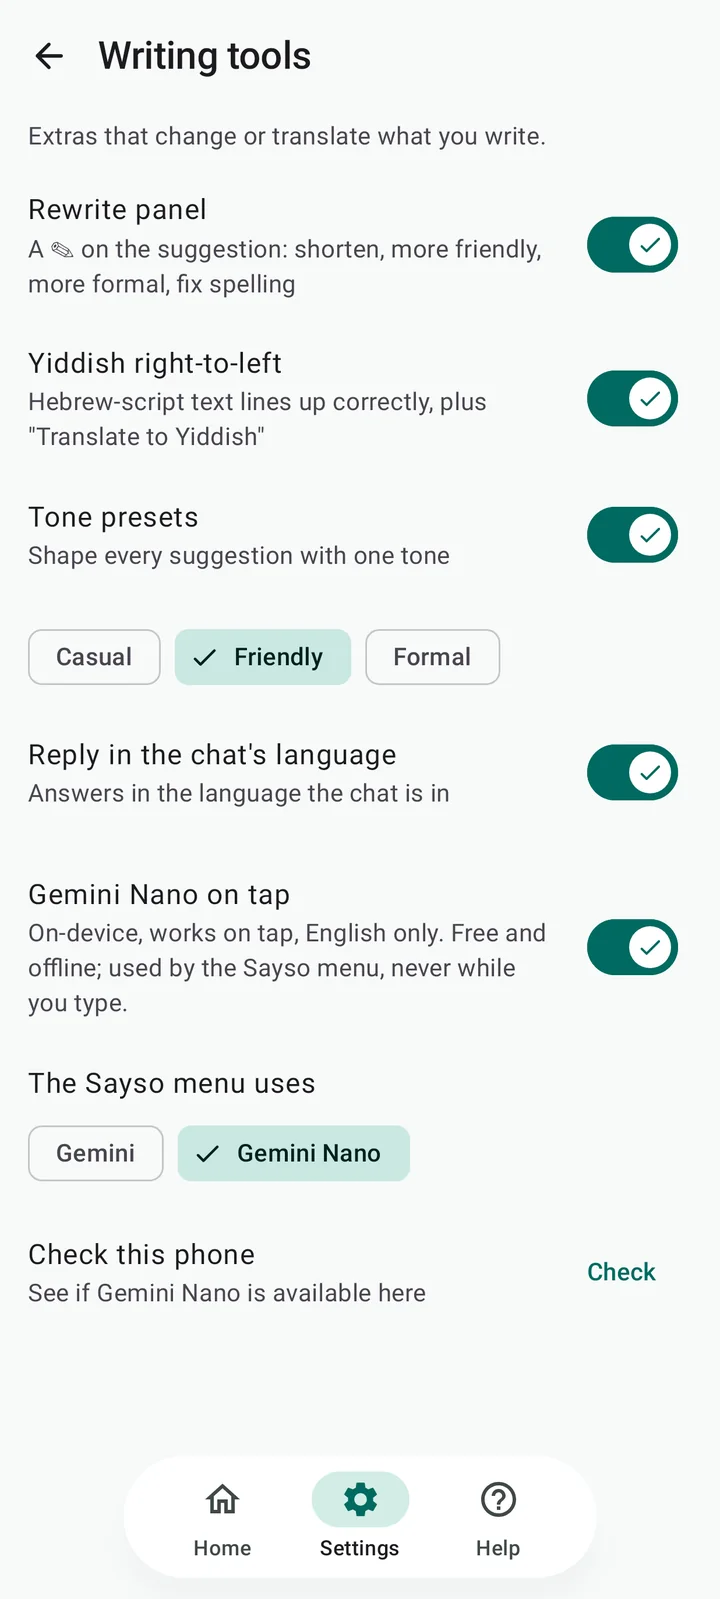 Writing tools
Extras that change or translate what you write.
Rewrite panel
A ✎ on the suggestion: shorten, more friendly,
more formal, fix spelling
Yiddish right-to-left
Hebrew-script text lines up correctly, plus
"Translate to Yiddish"
Tone presets
Shape every suggestion with one tone
Casual
Friendly
Formal
Reply in the chat's language
Answers in the language the chat is in
Gemini Nano on tap
On-device, works on tap, English only. Free and
offline; used by the Sayso menu, never while
you type.
The Sayso menu uses
Gemini
Gemini Nano
Check this phone
See if Gemini Nano is available here
Check
Home
Settings
Help